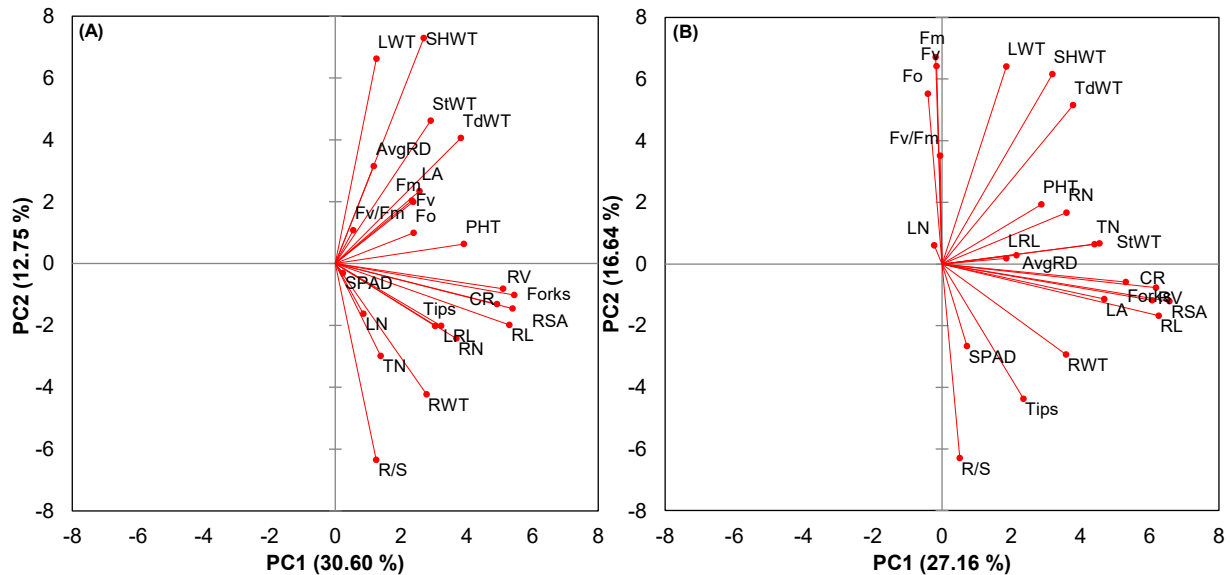 (A)
8
6
4
2
0
-2
-4
-6
-8
PC2 (12.75 %)
LWT
SHWT
StWT
TdWT
AvgRD
LA
Fm
Fv
Fv/Fm
Fo
PHT
SPAD
RV
CR
Forks
Tips
RSA
LN
LRL
RL
RN
TN
RWT
R/S
-8 -6 -4 -2 0 2 4 6 8
PC1 (30.60 %)
(B)
8
6
4
2
0
-2
-4
-6
-8
PC2 (16.64 %)
Fm
Fv
LWT
SHWT
Fo
TdWT
Fv/Fm
PHT
RN
LN
TN
LRL
StWT
AvgRD
CR
Forks
RV
LA
RSA
RL
SPAD
RWT
Tips
R/S
-8 -6 -4 -2 0 2 4 6 8
PC1 (27.16 %)